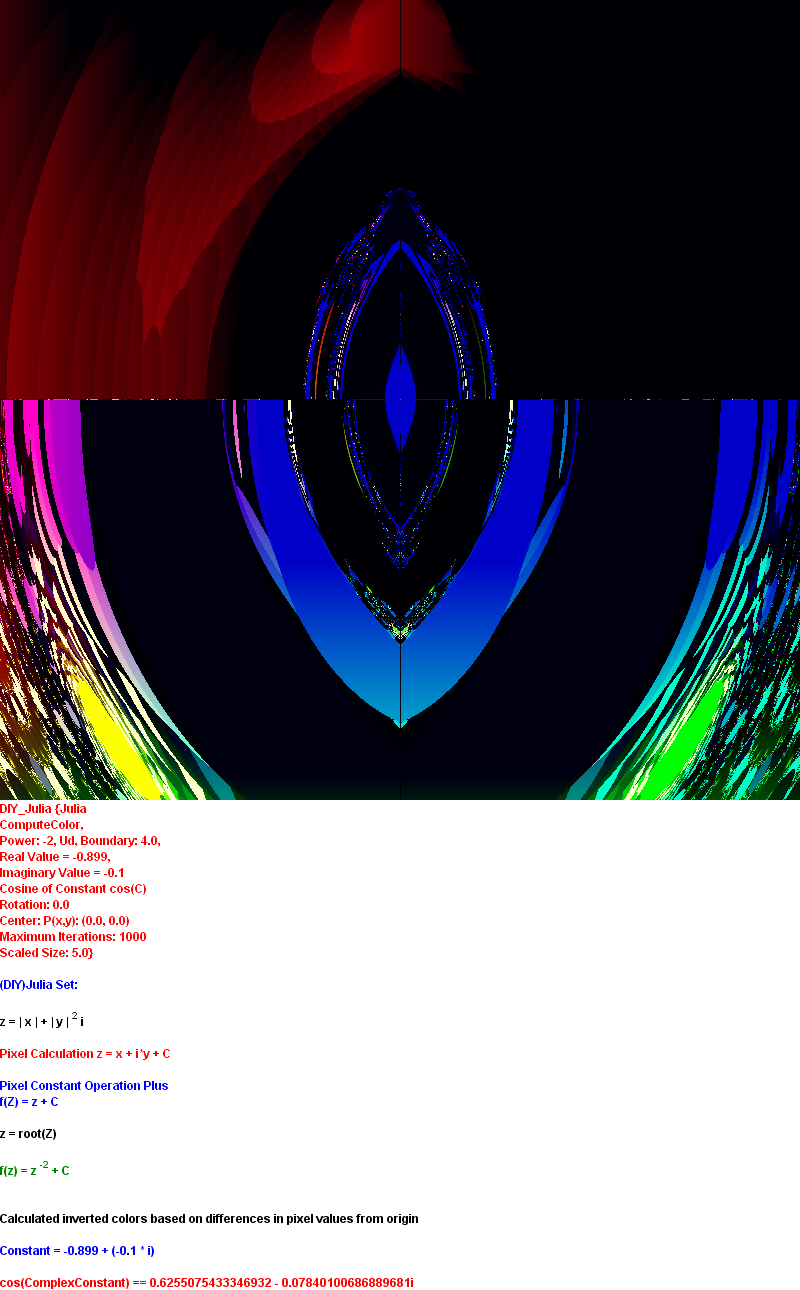 DIY_Julia {Julia
ComputeColor,
Power: -2, Ud, Boundary: 4.0,
Real Value = -0.899,
Imaginary Value = -0.1
Cosine of Constant cos(C)
Rotation: 0.0
Center: P(x,y): (0.0, 0.0)
Maximum Iterations: 1000
Scaled Size: 5.0}
(DIY)Julia Set:
z = | x | + | y | ² i
Pixel Calculation z = x + i*y + C
Pixel Constant Operation Plus
f(Z) = z + C
z = root(Z)
f(z) = z ⁻² + C
Calculated inverted colors based on differences in pixel values from origin
Constant = -0.899 + (-0.1 * i)
cos(ComplexConstant) == 0.6255075433346932 - 0.07840100686889681i